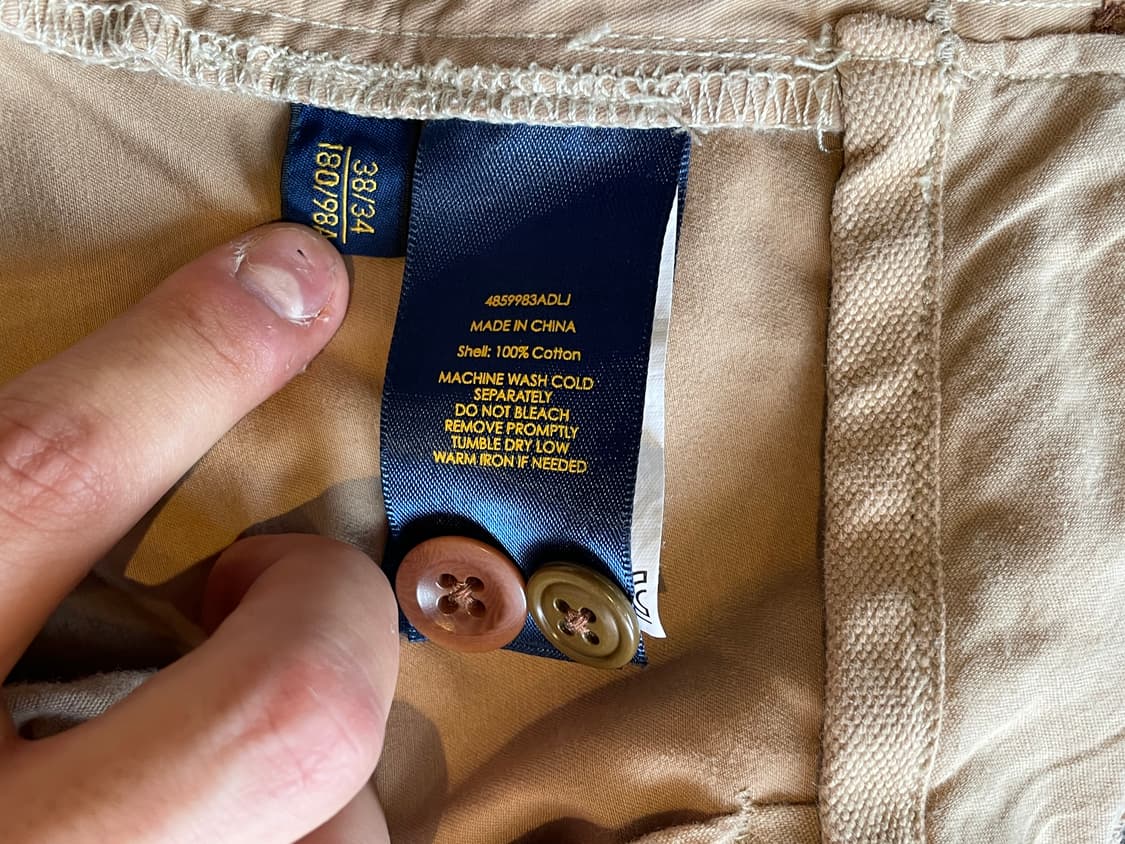 38/34
180/98A
4859983ADLJ
MADE IN CHINA
Shell: 100% Cotton
MACHINE WASH COLD
SEPARATELY
DO NOT BLEACH
REMOVE PROMPTLY
TUMBLE DRY LOW
WARM IRON IF NEEDED